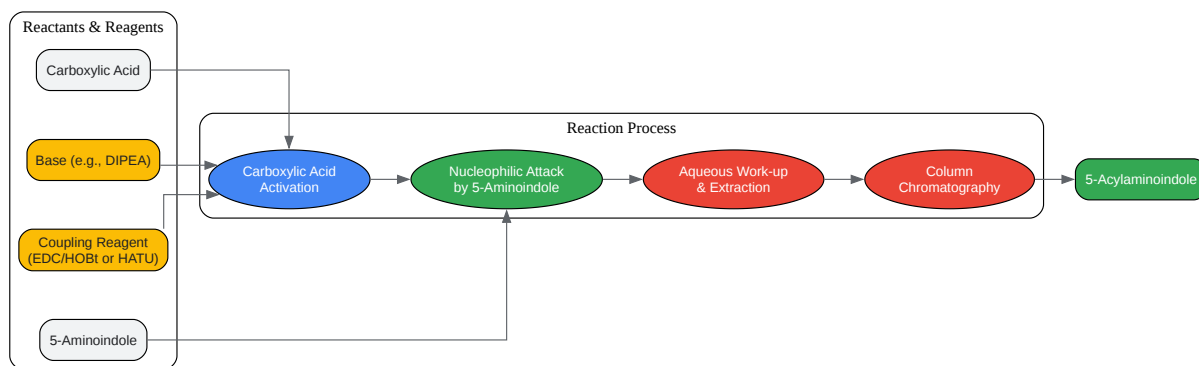 Reactants & Reagents
Carboxylic Acid
Base (e.g., DIPEA)
Coupling Reagent
(EDC/HOBt or HATU)
5-Aminoindole
Reaction Process
Carboxylic Acid
Activation
Nucleophilic Attack
by 5-Aminoindole
Aqueous Work-up
& Extraction
Column
Chromatography
5-Acylaminoindole